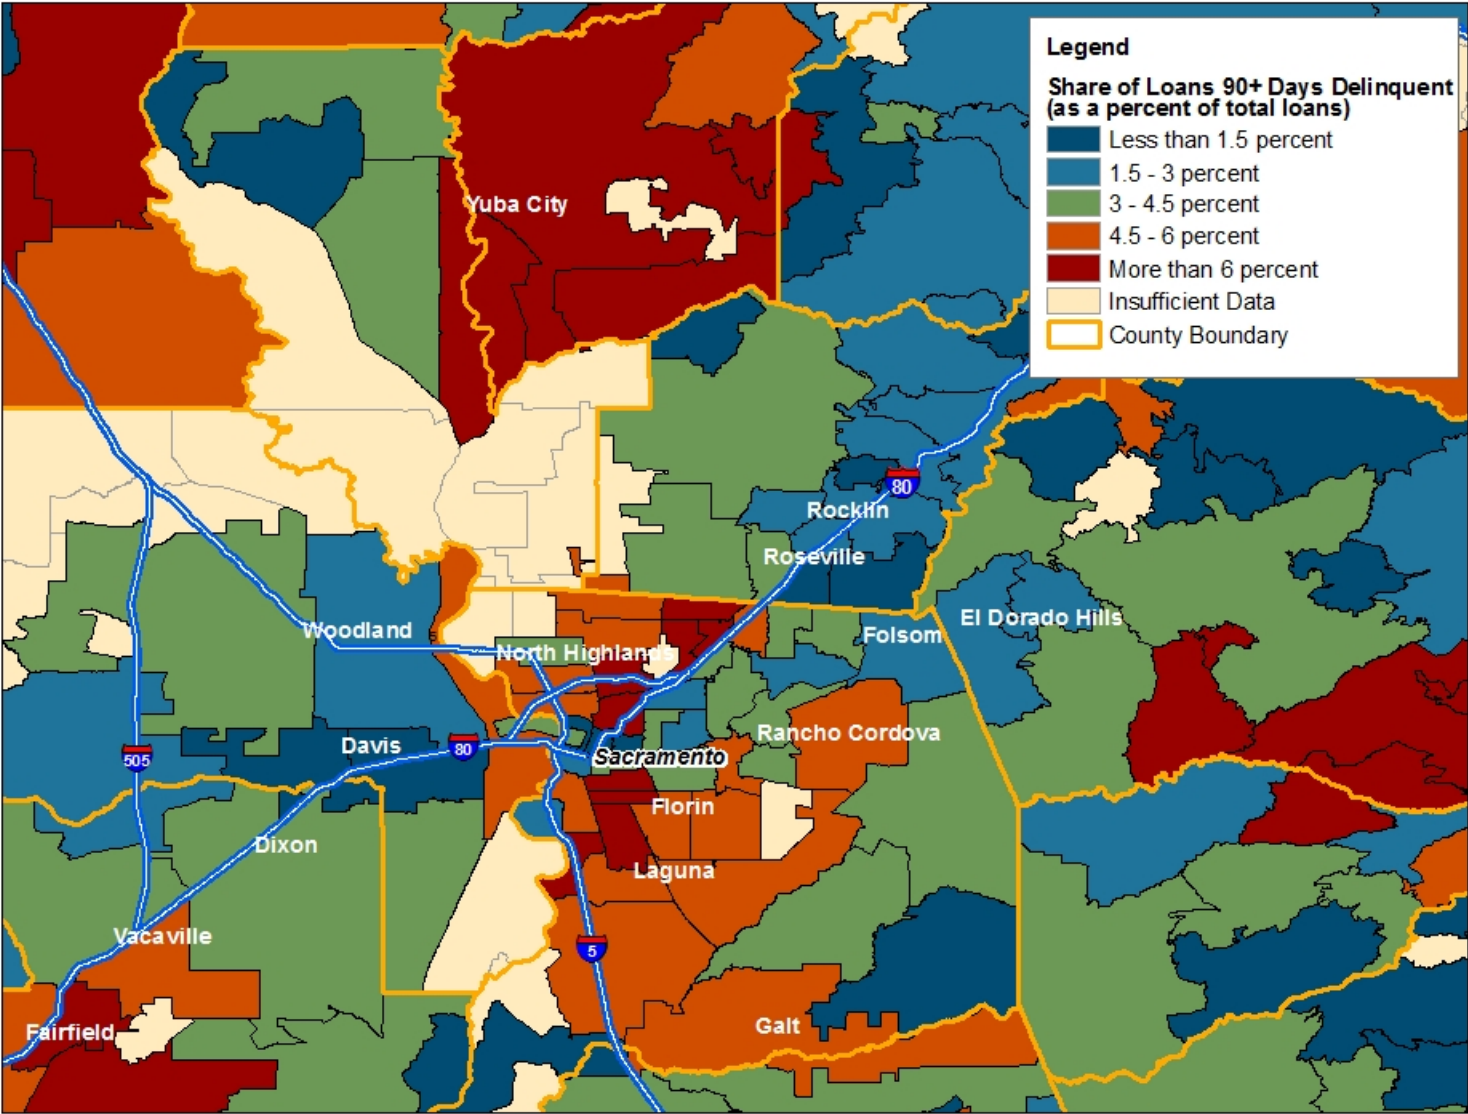 Legend
Share of Loans 90+ Days Delinquent
(as a percent of total loans)
Less than 1.5 percent
1.5 - 3 percent
3 - 4.5 percent
4.5 - 6 percent
More than 6 percent
Insufficient Data
County Boundary
Yuba City
80
Rocklin
Roseville
El Dorado Hills
Woodland
Folsom
North Highlands
Rancho Cordova
Davis
80
505
Sacramento
Florin
Dixon
Laguna
Vacaville
5
Fairfield
Galt